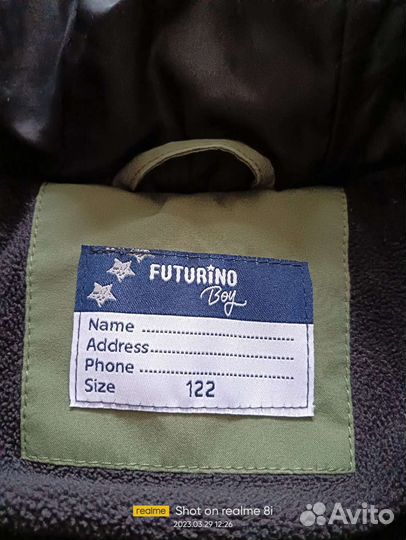 FUTURINO
Boy
Name
Address
Phone
Size 122
realme Shot on realme 8i
2023.03.29 12:26
Avito